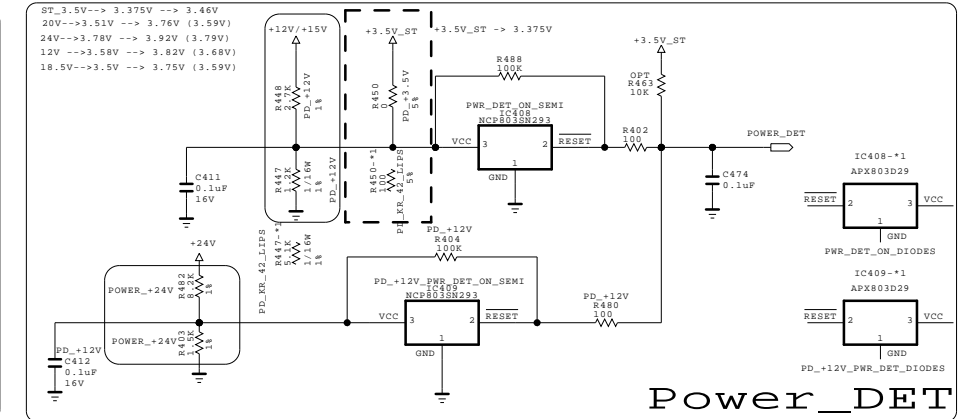 ST_3.5V--> 3.375V --> 3.46V
20V-->3.51V --> 3.76V (3.59V)
24V-->3.78V --> 3.92V (3.79V)
12V -->3.58V --> 3.82V (3.68V)
18.5V-->3.5V --> 3.75V (3.59V)
+12V/+15V
+3.5V_ST
+3.5V_ST -> 3.375V
+3.5V_ST
R448
2.7K
1%
PD_+12V
R450
0
5%
PD_+3.5V
R488
100K
OPT
R463
10K
PWR_DET_ON_SEMI
IC408
NCP803SN293
VCC
3
2
RESET
1
GND
R402
100
POWER_DET
C474
0.1uF
C411
0.1uF
16V
R447
1.2K
1/16W
1%
PD_+12V
R450-*1
100
5%
PD_KR_42_LIPS
R447-*1
5.1K
1/16W
1%
PD_KR_42_LIPS
IC408-*1
APX803D29
RESET
2
3
VCC
1
GND
PWR_DET_ON_DIODES
+24V
R482
8.2K
1%
POWER_+24V
POWER_+24V
R403
1.5K
1%
PD_+12V
C412
0.1uF
16V
PD_+12V
R404
100K
PD_+12V_PWR_DET_ON_SEMI
IC409
NCP803SN293
VCC
3
2
RESET
1
GND
PD_+12V
R480
100
IC409-*1
APX803D29
RESET
2
3
VCC
1
GND
PD_+12V_PWR_DET_DIODES
Power_DET